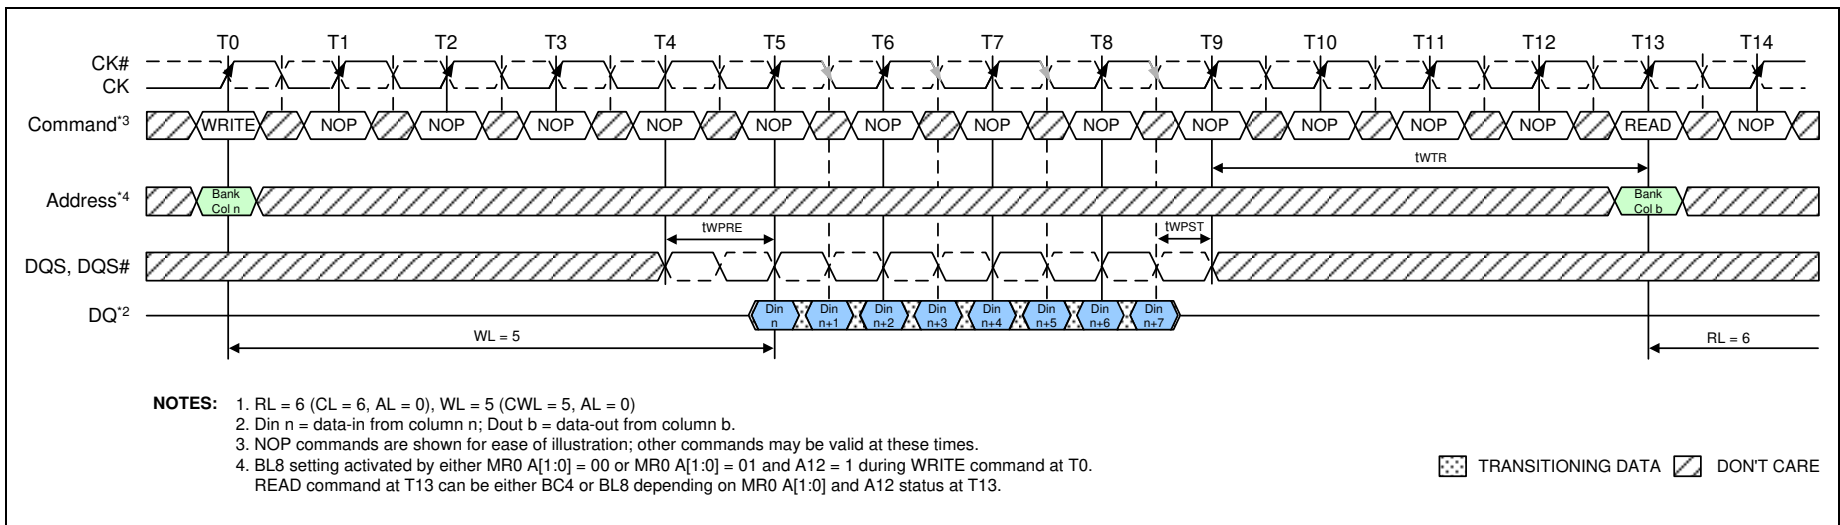 T0 T1 T2 T3 T4 T5 T6 T7 T8 T9 T10 T11 T12 T13 T14
CK#
CK
Command*3 WRITE NOP NOP NOP NOP NOP NOP NOP NOP NOP NOP NOP NOP READ NOP
tWTR
Address*4 Bank Col n Bank Col b
tWPRE tWPST
DQS, DQS#
DQ*2 Din n Din n+1 Din n+2 Din n+3 Din n+4 Din n+5 Din n+6 Din n+7
WL = 5 RL = 6
NOTES: 1. RL = 6 (CL = 6, AL = 0), WL = 5 (CWL = 5, AL = 0)
2. Din n = data-in from column n; Dout b = data-out from column b.
3. NOP commands are shown for ease of illustration; other commands may be valid at these times.
4. BL8 setting activated by either MR0 A[1:0] = 00 or MR0 A[1:0] = 01 and A12 = 1 during WRITE command at T0.
READ command at T13 can be either BC4 or BL8 depending on MR0 A[1:0] and A12 status at T13.
TRANSITIONING DATA DON'T CARE